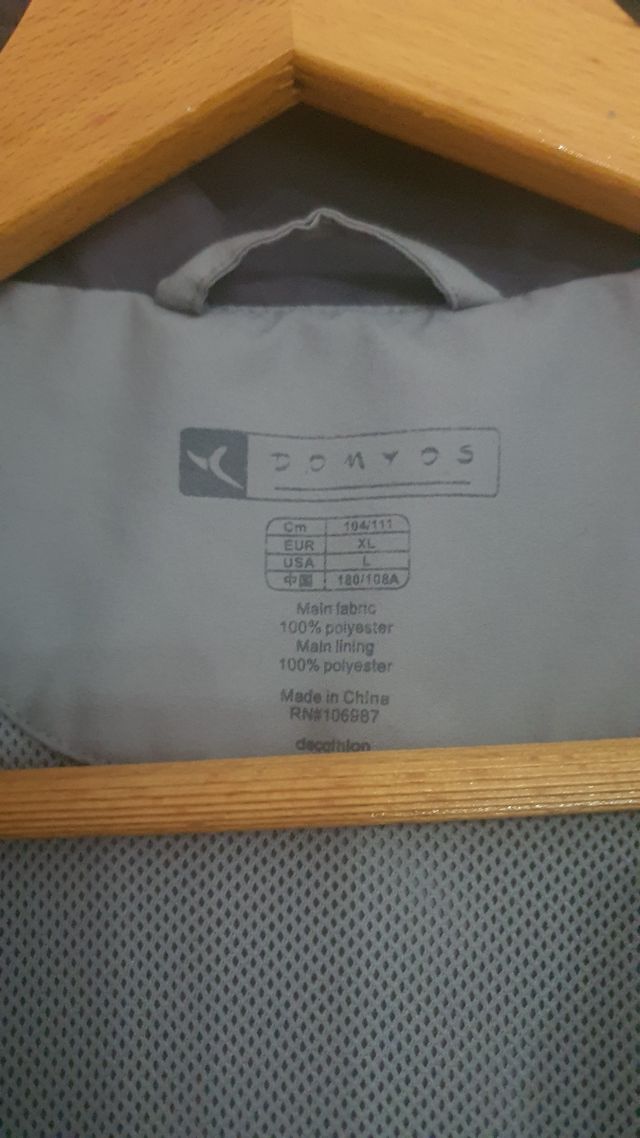 DOMYOS
Cm 104/111
EUR XL
USA L
中国 180/108A
Main fabric
100% polyester
Main lining
100% polyester
Made in China
RN#106987
decathlon